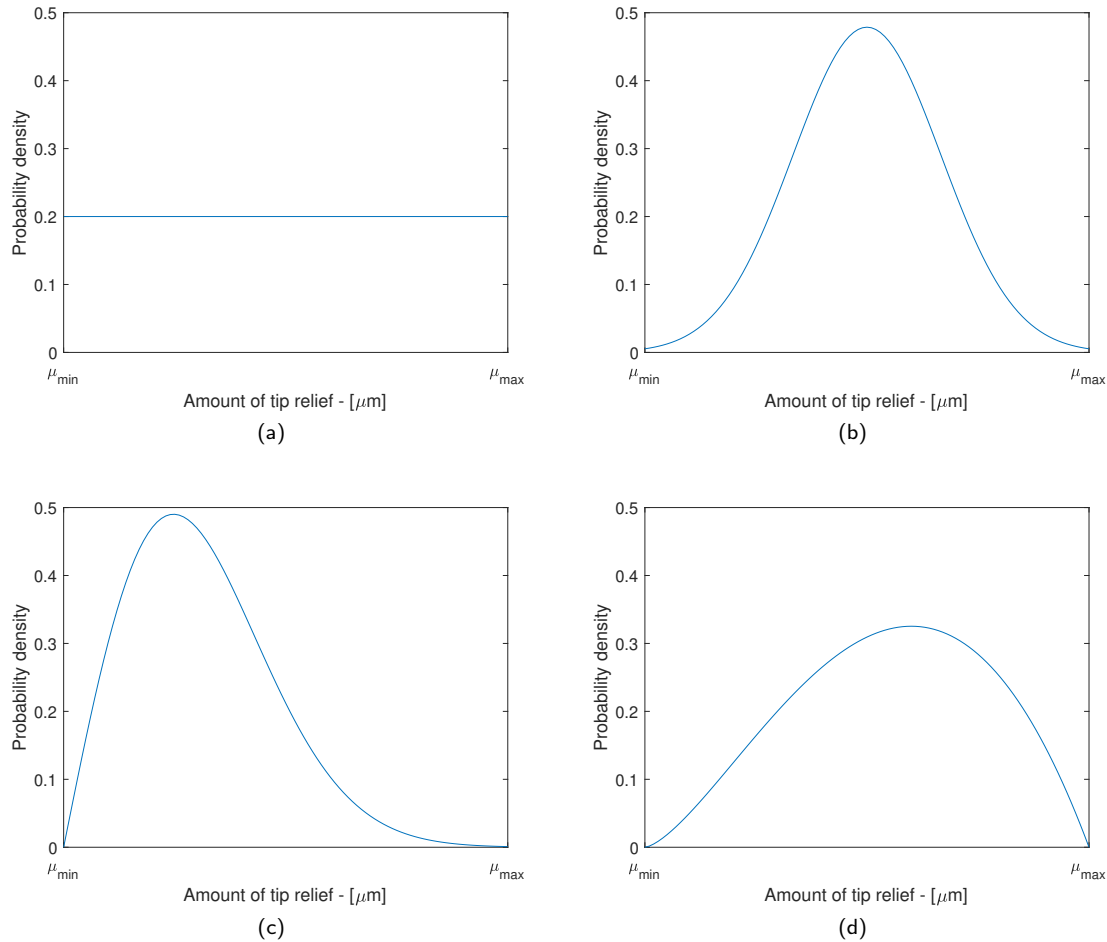 0.5
0.4
0.3
0.2
0.1
0
Probability density
μmin
μmax
Amount of tip relief - [μm]
(a)
0.5
0.4
0.3
0.2
0.1
0
Probability density
μmin
μmax
Amount of tip relief - [μm]
(b)
0.5
0.4
0.3
0.2
0.1
0
Probability density
μmin
μmax
Amount of tip relief - [μm]
(c)
0.5
0.4
0.3
0.2
0.1
0
Probability density
μmin
μmax
Amount of tip relief - [μm]
(d)